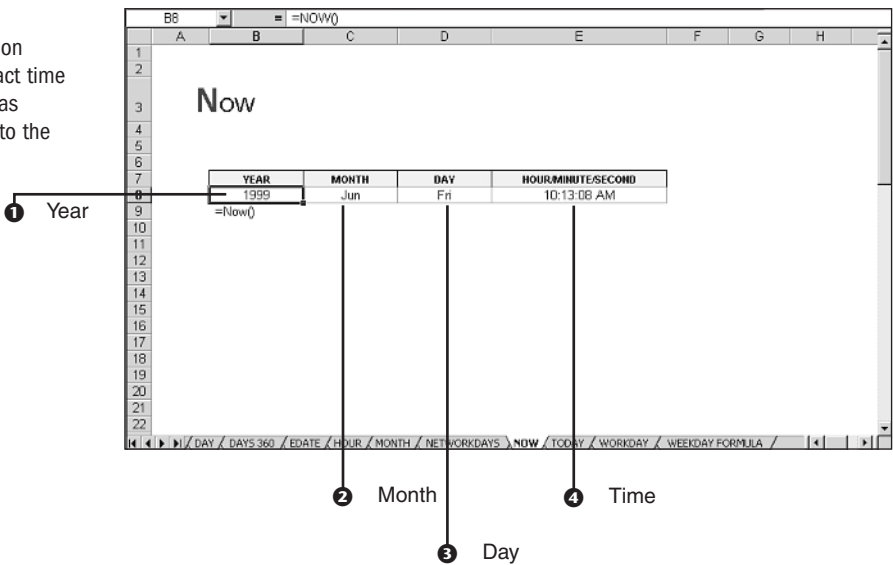 on
act time
as
to the
B8 = =NOW()
A B C D E F G H
1
2
3 Now
4
5
6
7 YEAR MONTH DAY HOUR/MINUTE/SECOND
8 1999 Jun Fri 10:13:08 AM
9 =Now()
10
11
12
13
14
15
16
17
18
19
20
21
22
DAY DAYS 360 EDATE HOUR MONTH NETWORKDAYS NOW TODAY WORKDAY WEEKDAY FORMULA
1 Year
2 Month
4 Time
3 Day